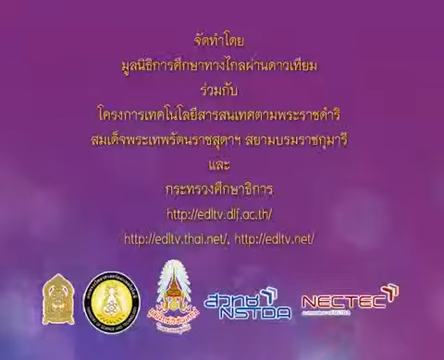 จัดทำโดย
มูลนิธิการศึกษาทางไกลผ่านดาวเทียม
ร่วมกับ
โครงการเทคโนโลยีสารสนเทศตามพระราชดำริ
สมเด็จพระเทพรัตนราชสุดาฯ สยามบรมราชกุมารี
และ
กระทรวงศึกษาธิการ
http://edltv.dlf.ac.th/
http://edltv.thai.net/, http://edltv.net/
สวทช
NSTDA
NECTEC